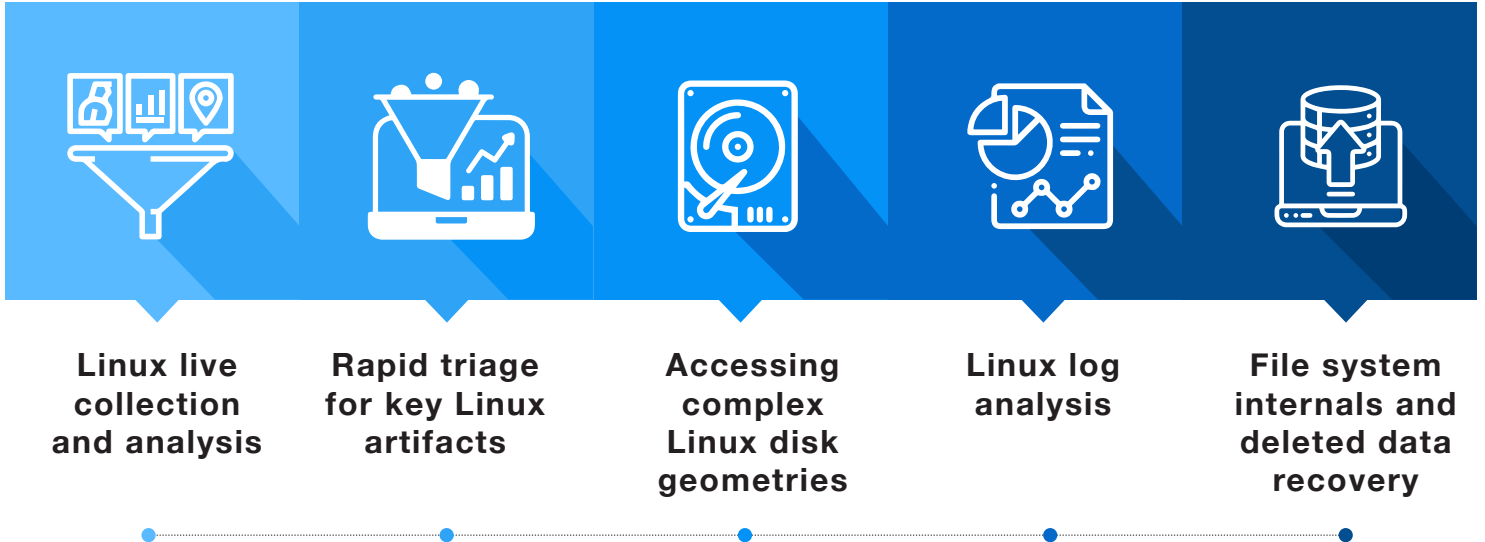 Linux live
collection
and analysis
Rapid triage
for key Linux
artifacts
Accessing
complex
Linux disk
geometries
Linux log
analysis
File system
internals and
deleted data
recovery